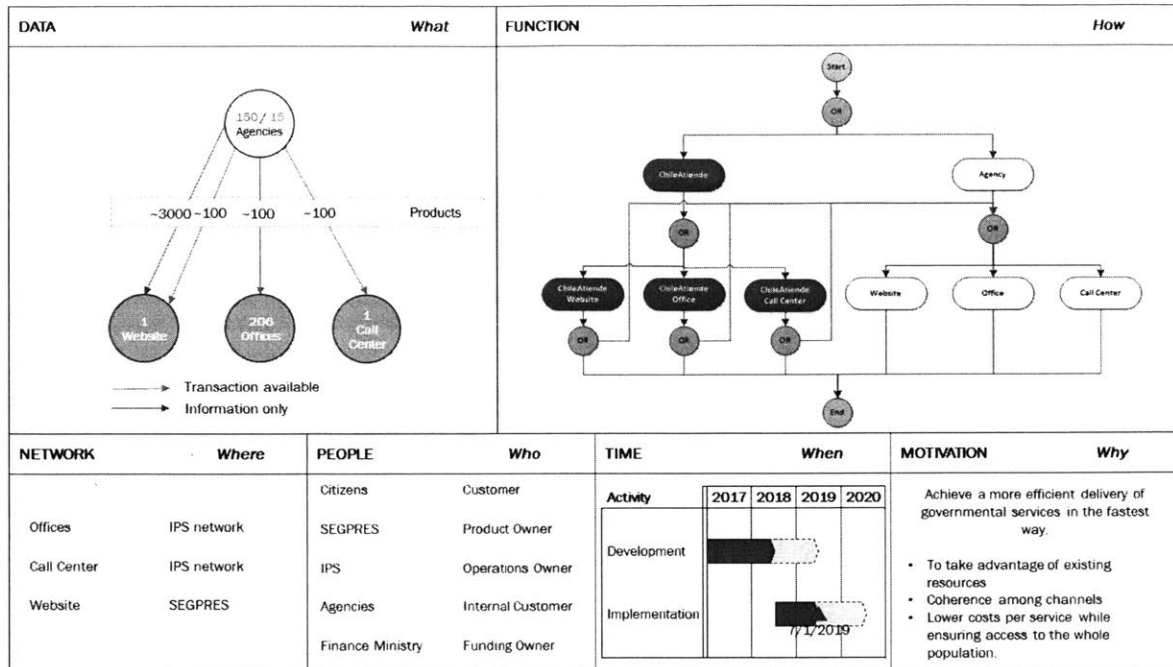 DATA What
150/ 15
Agencies
~3000 ~100 ~100 ~100 Products
1
Website
206
Offices
1
Call
Center
Transaction available
Information only
FUNCTION How
Start
OR
ChileAtiende Agency
OR OR
ChileAtiende
Website
ChileAtiende
Office
ChileAtiende
Call Center
Website Office Call Center
OR OR OR
End
NETWORK Where
Offices IPS network
Call Center IPS network
Website SEGPRES
PEOPLE Who
Citizens Customer
SEGPRES Product Owner
IPS Operations Owner
Agencies Internal Customer
Finance Ministry Funding Owner
TIME When
Activity 2017 2018 2019 2020
Development
Implementation
7/1/2019
MOTIVATION Why
Achieve a more efficient delivery of
governmental services in the fastest
way.
• To take advantage of existing
resources
• Coherence among channels
• Lower costs per service while
ensuring access to the whole
population.